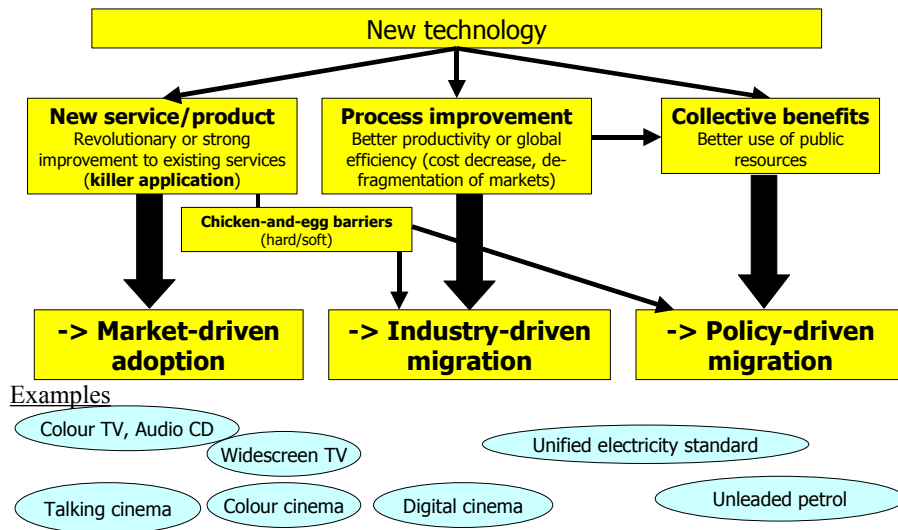 New technology
New service/product
Revolutionary or strong
improvement to existing services
(killer application)
Process improvement
Better productivity or global
efficiency (cost decrease, de-
fragmentation of markets)
Collective benefits
Better use of public
resources
Chicken-and-egg barriers
(hard/soft)
-> Market-driven
adoption
-> Industry-driven
migration
-> Policy-driven
migration
Examples
Colour TV, Audio CD
Widescreen TV
Unified electricity standard
Talking cinema
Colour cinema
Digital cinema
Unleaded petrol